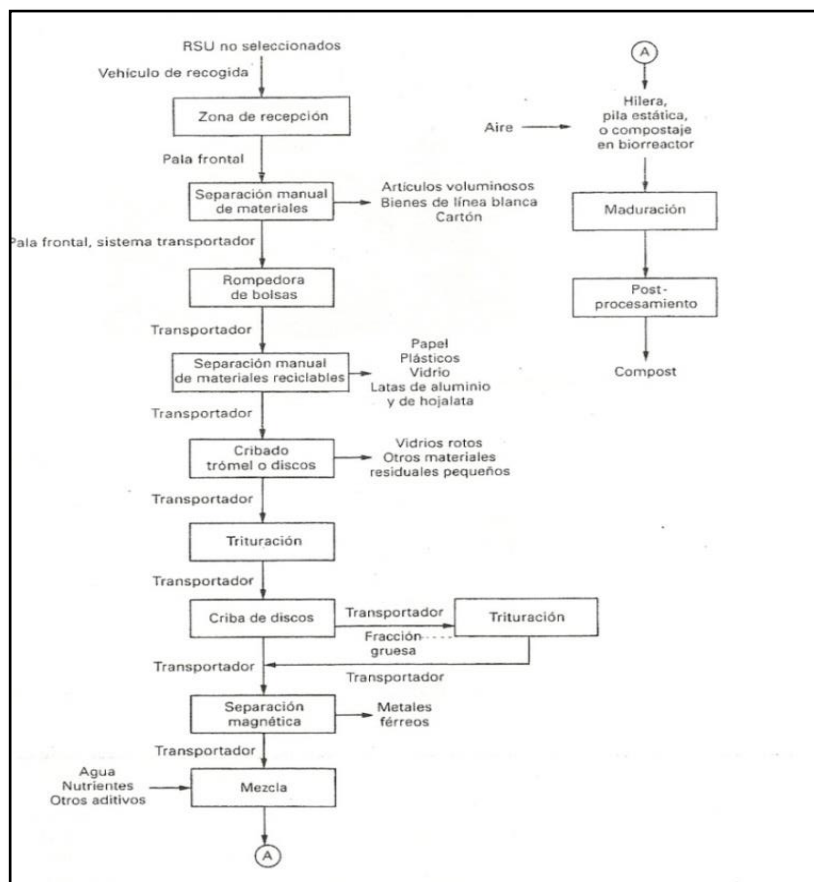 RSU no seleccionados
Vehículo de recogida
Zona de recepción
Pala frontal
Separación manual
de materiales
Artículos voluminosos
Bienes de línea blanca
Cartón
Pala frontal, sistema transportador
Rompedora
de bolsas
Transportador
Separación manual
de materiales reciclables
Papel
Plásticos
Vidrio
Latas de aluminio
y de hojalata
Transportador
Cribado
trómel o discos
Vidrios rotos
Otros materiales
residuales pequeños
Transportador
Trituración
Transportador
Criba de discos
Transportador
Fracción
gruesa
Trituración
Transportador
Transportador
Separación
magnética
Metales
férreos
Transportador
Agua
Nutrientes
Otros aditivos
Mezcla
A
A
Aire
Hilera,
pila estática,
o compostaje
en biorreactor
Maduración
Post-
procesamiento
Compost